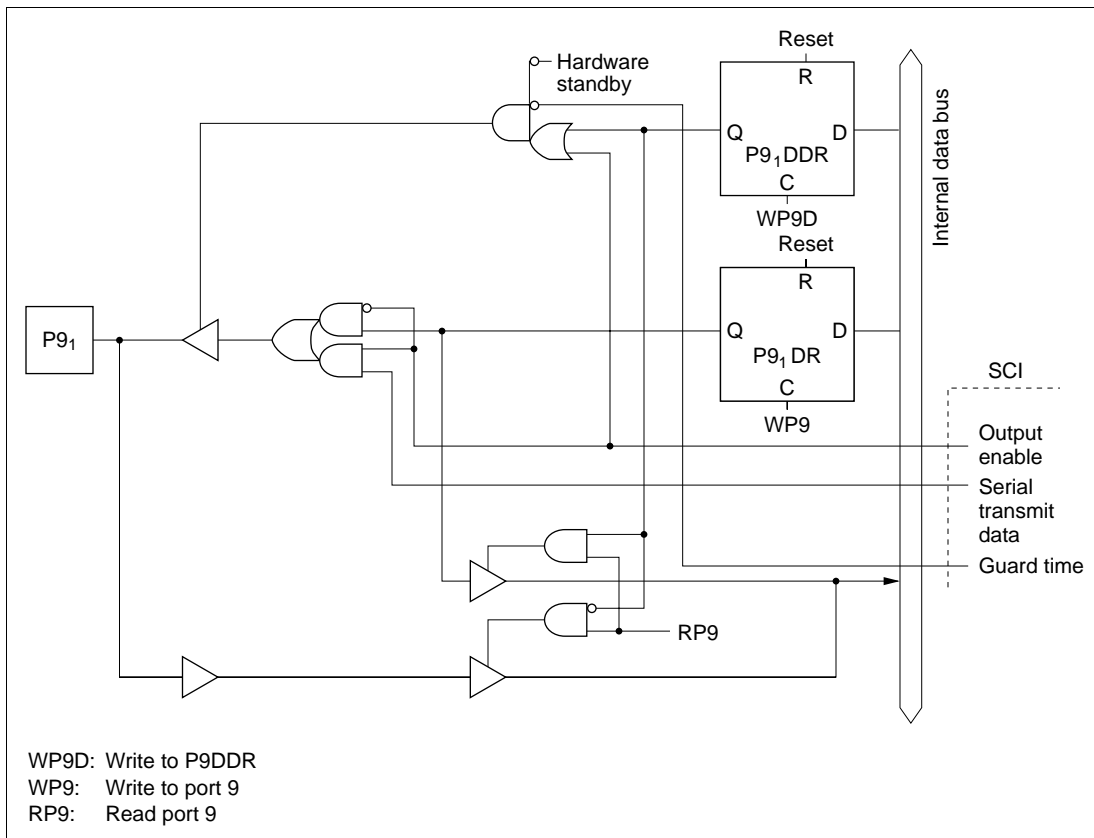 Reset
Hardware
standby
R
Q
D
P9₁DDR
C
WP9D
Internal data bus
Reset
R
P9₁
Q
D
P9₁DR
C
WP9
SCI
Output
enable
Serial
transmit
data
Guard time
RP9
WP9D: Write to P9DDR
WP9: Write to port 9
RP9: Read port 9